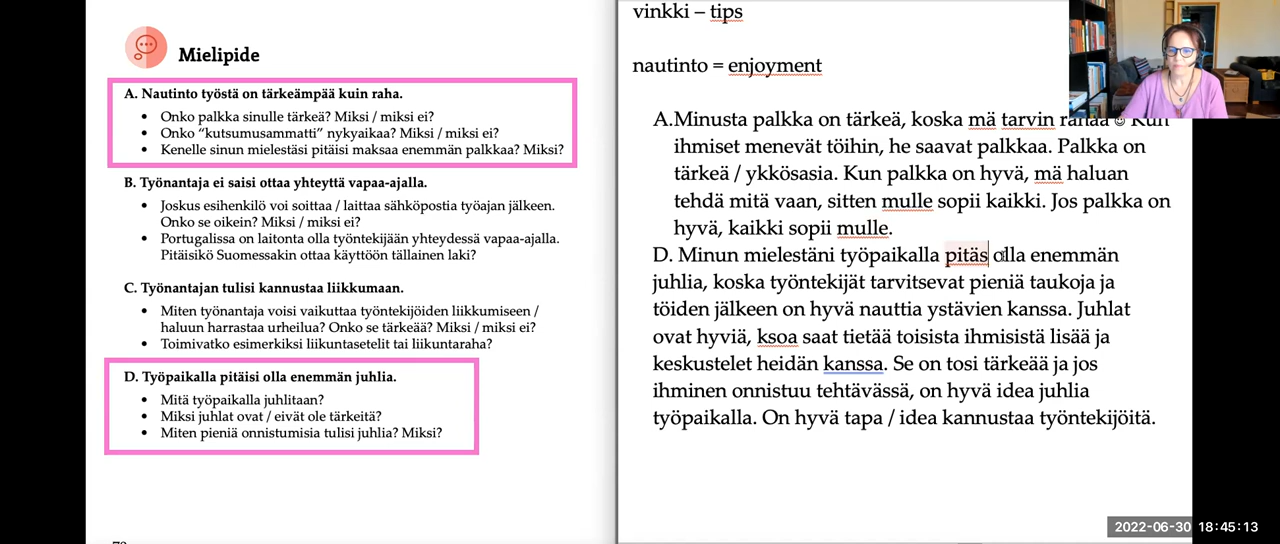 Mielipide
A. Nautinto työstä on tärkeämpää kuin raha.
• Onko palkka sinulle tärkeä? Miksi / miksi ei?
• Onko “kutsumusammatti” nykyaikaa? Miksi / miksi ei?
• Kenelle sinun mielestäsi pitäisi maksaa enemmän palkkaa? Miksi?
B. Työnantaja ei saisi ottaa yhteyttä vapaa-ajalla.
• Joskus esihenkilö voi soittaa / laittaa sähköpostia työajan jälkeen.
Onko se oikein? Miksi / miksi ei?
• Portugalissa on laitonta olla työntekijään yhteydessä vapaa-ajalla.
Pitäisikö Suomessakin ottaa käyttöön tällainen laki?
C. Työnantajan tulisi kannustaa liikkumaan.
• Miten työnantaja voisi vaikuttaa työntekijöiden liikkumiseen /
haluun harrastaa urheilua? Onko se tärkeää? Miksi / miksi ei?
• Toimivatko esimerkiksi liikuntasetelit tai liikuntaraha?
D. Työpaikalla pitäisi olla enemmän juhlia.
• Mitä työpaikalla juhlitaan?
• Miksi juhlat ovat / eivät ole tärkeitä?
• Miten pieniä onnistumisia tulisi juhlia? Miksi?
vinkki – tips
nautinto = enjoyment
A.Minusta palkka on tärkeä, koska mä tarvin rahaa ☺ Kun
ihmiset menevät töihin, he saavat palkkaa. Palkka on
tärkeä / ykkösasia. Kun palkka on hyvä, mä haluan
tehdä mitä vaan, sitten mulle sopii kaikki. Jos palkka on
hyvä, kaikki sopii mulle.
D. Minun mielestäni työpaikalla pitäs olla enemmän
juhlia, koska työntekijät tarvitsevat pieniä taukoja ja
töiden jälkeen on hyvä nauttia ystävien kanssa. Juhlat
ovat hyviä, ksoa saat tietää toisista ihmisistä lisää ja
keskustelet heidän kanssa. Se on tosi tärkeää ja jos
ihminen onnistuu tehtävässä, on hyvä idea juhlia
työpaikalla. On hyvä tapa / idea kannustaa työntekijöitä.
2022-06-30 18:45:13